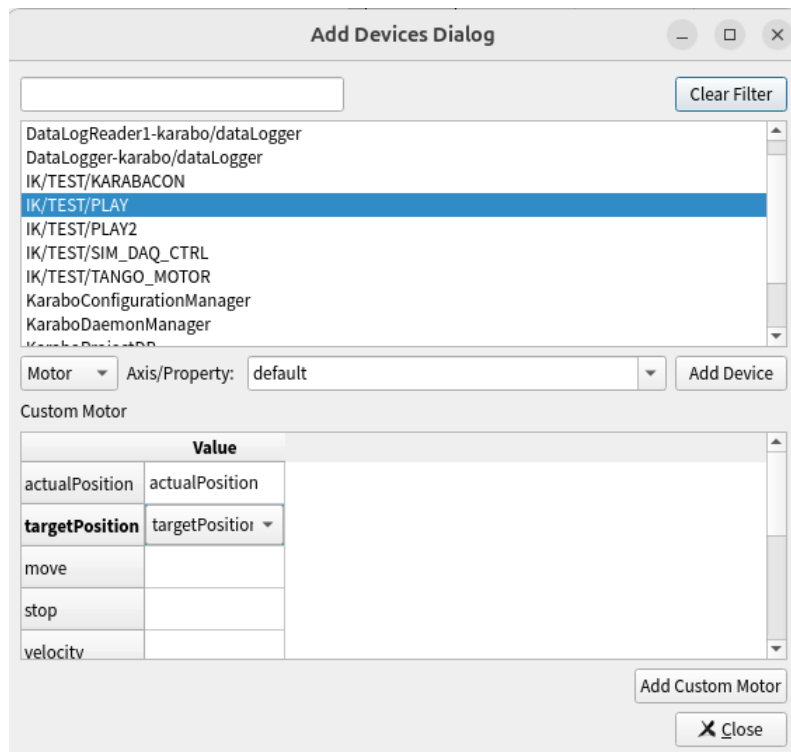 Add Devices Dialog
Clear Filter
DataLogReader1-karabo/dataLogger
DataLogger-karabo/dataLogger
IK/TEST/KARABACON
IK/TEST/PLAY
IK/TEST/PLAY2
IK/TEST/SIM_DAQ_CTRL
IK/TEST/TANGO_MOTOR
KaraboConfigurationManager
KaraboDaemonManager
Motor Axis/Property: default Add Device
Custom Motor
Value
actualPosition actualPosition
targetPosition targetPosition
move
stop
velocity
Add Custom Motor
Close